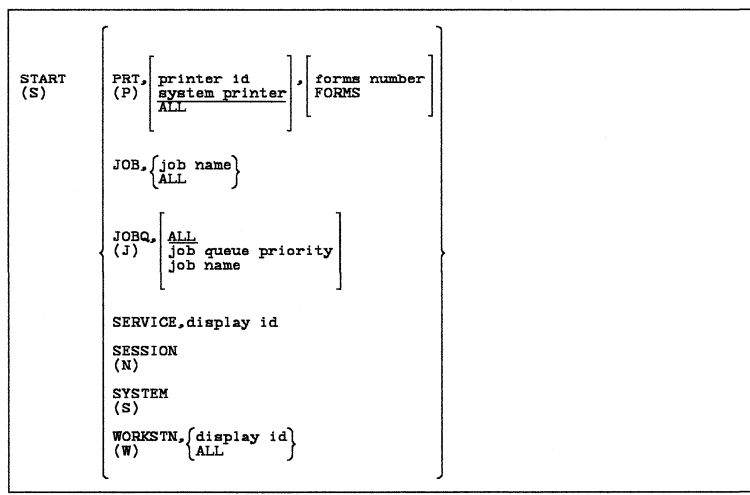 START PRT, printer id , forms number
(S) (P) system printer FORMS
ALL
JOB, job name
ALL
JOBQ, ALL
(J) job queue priority
job name
SERVICE,display id
SESSION
(N)
SYSTEM
(S)
WORKSTN, display id
(W) ALL